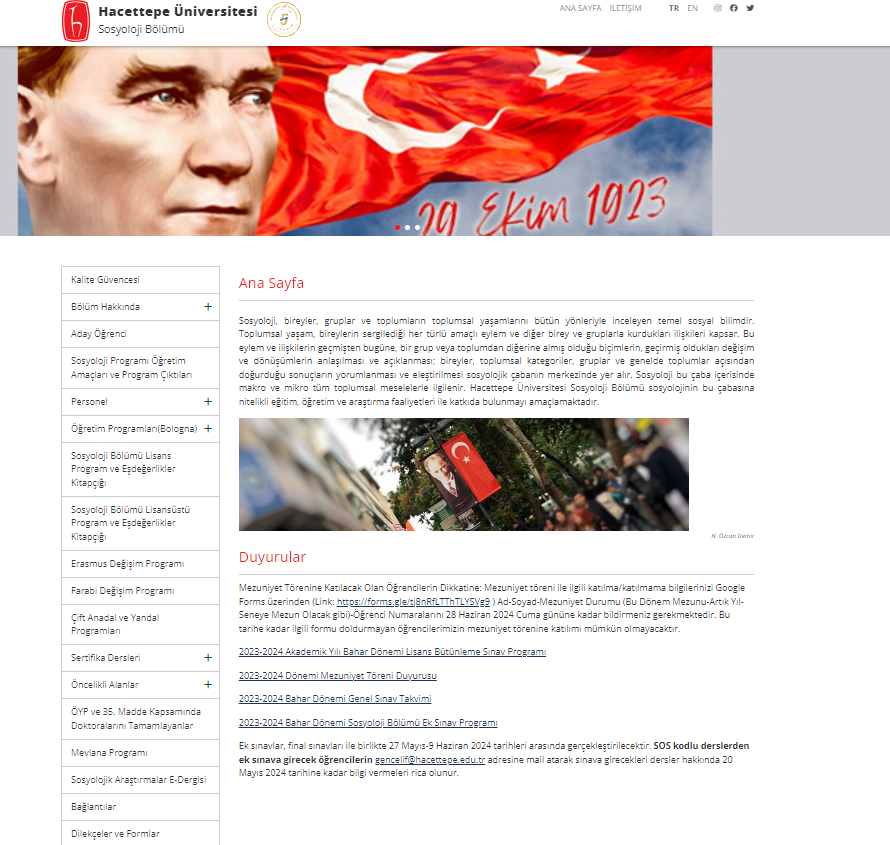 Hacettepe Üniversitesi
Sosyoloji Bölümü
ANA SAYFA İLETİŞİM TR EN
29 Ekim 1923
Kalite Güvencesi
Bölüm Hakkında +
Aday Öğrenci
Sosyoloji Programı Öğretim
Amaçları ve Program Çıktıları
Personel +
Öğretim Programları(Bologna) +
Sosyoloji Bölümü Lisans
Program ve Eşdeğerlikler
Kitapçığı
Sosyoloji Bölümü Lisansüstü
Program ve Eşdeğerlikler
Kitapçığı
Erasmus Değişim Programı
Farabi Değişim Programı
Çift Anadal ve Yandal
Programları
Sertifika Dersleri +
Öncelikli Alanlar +
ÖYP ve 35. Madde Kapsamında
Doktoralarını Tamamlayanlar
Mevlana Programı
Sosyolojik Araştırmalar E-Dergisi
Bağlantılar
Dilekçeler ve Formlar
Ana Sayfa
Sosyoloji, bireyler, gruplar ve toplumların toplumsal yaşamlarını bütün yönleriyle inceleyen temel sosyal bilimdir.
Toplumsal yaşam, bireylerin sergilediği her türlü amaçlı eylem ve diğer birey ve gruplarla kurdukları ilişkileri kapsar. Bu
eylem ve ilişkilerin geçmişten bugüne, bir grup veya toplumdan diğerine almış olduğu biçimlerin, geçirmiş oldukları değişim
ve dönüşümlerin anlaşılması ve açıklanması; bireyler, toplumsal kategoriler, gruplar ve genelde toplumlar açısından
doğurduğu sonuçların yorumlanması ve eleştirilmesi sosyolojik çabanın merkezinde yer alır. Sosyoloji bu çaba içerisinde
makro ve mikro tüm toplumsal meselelerle ilgilenir. Hacettepe Üniversitesi Sosyoloji Bölümü sosyolojinin bu çabasına
nitelikli eğitim, öğretim ve araştırma faaliyetleri ile katkıda bulunmayı amaçlamaktadır.
N. Özcan Demir
Duyurular
Mezuniyet Törenine Katılacak Olan Öğrencilerin Dikkatine: Mezuniyet töreni ile ilgili katılma/katılmama bilgilerinizi Google
Forms üzerinden (Link: https://forms.gle/tj8nRfLTThTLYSVg9 ) Ad-Soyad-Mezuniyet Durumu (Bu Dönem Mezunu-Artık Yıl-
Seneye Mezun Olacak gibi)-Öğrenci Numaralarını 28 Haziran 2024 Cuma gününe kadar bildirmeniz gerekmektedir. Bu
tarihe kadar ilgili formu doldurmayan öğrencilerimizin mezuniyet törenine katılımı mümkün olmayacaktır.
2023-2024 Akademik Yılı Bahar Dönemi Lisans Bütünleme Sınav Programı
2023-2024 Dönemi Mezuniyet Töreni Duyurusu
2023-2024 Bahar Dönemi Genel Sınav Takvimi
2023-2024 Bahar Dönemi Sosyoloji Bölümü Ek Sınav Programı
Ek sınavlar, final sınavları ile birlikte 27 Mayıs-9 Haziran 2024 tarihleri arasında gerçekleştirilecektir. SOS kodlu derslerden
ek sınava girecek öğrencilerin gencelif@hacettepe.edu.tr adresine mail atarak sınava girecekleri dersler hakkında 20
Mayıs 2024 tarihine kadar bilgi vermeleri rica olunur.